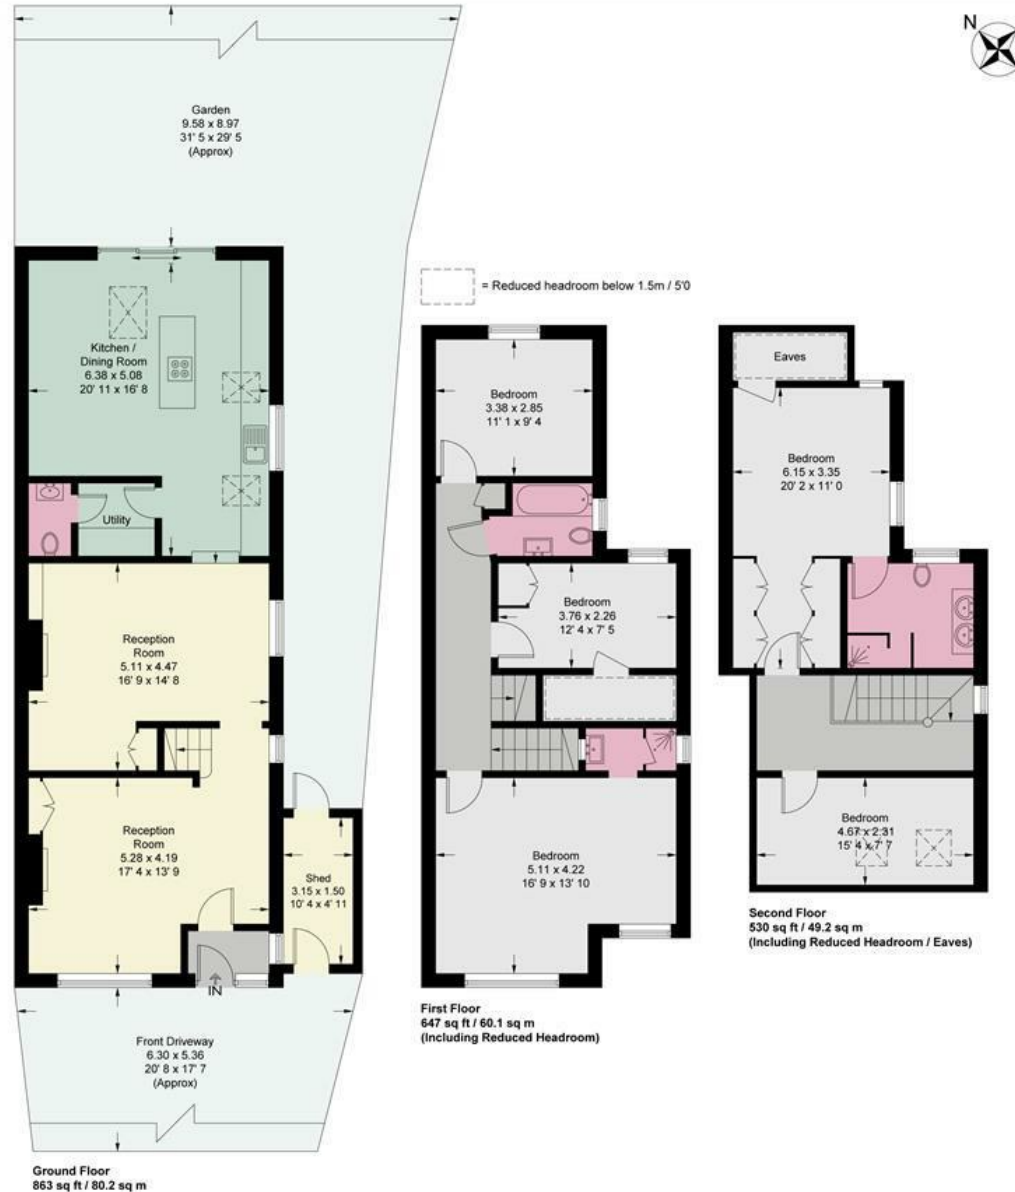 N
Garden
9.58 x 8.97
31' 5 x 29' 5
(Approx)
= Reduced headroom below 1.5m / 5'0
Kitchen /
Dining Room
6.38 x 5.08
20' 11 x 16' 8
Utility
Reception
Room
5.11 x 4.47
16' 9 x 14' 8
Reception
Room
5.28 x 4.19
17' 4 x 13' 9
Shed
3.15 x 1.50
10' 4 x 4' 11
IN
Front Driveway
6.30 x 5.36
20' 8 x 17' 7
(Approx)
Ground Floor
863 sq ft / 80.2 sq m
Bedroom
3.38 x 2.85
11' 1 x 9' 4
Bedroom
3.76 x 2.26
12' 4 x 7' 5
Bedroom
5.11 x 4.22
16' 9 x 13' 10
First Floor
647 sq ft / 60.1 sq m
(Including Reduced Headroom)
Eaves
Bedroom
6.15 x 3.35
20' 2 x 11' 0
Bedroom
4.67 x 2.31
15' 4 x 7' 7
Second Floor
530 sq ft / 49.2 sq m
(Including Reduced Headroom / Eaves)